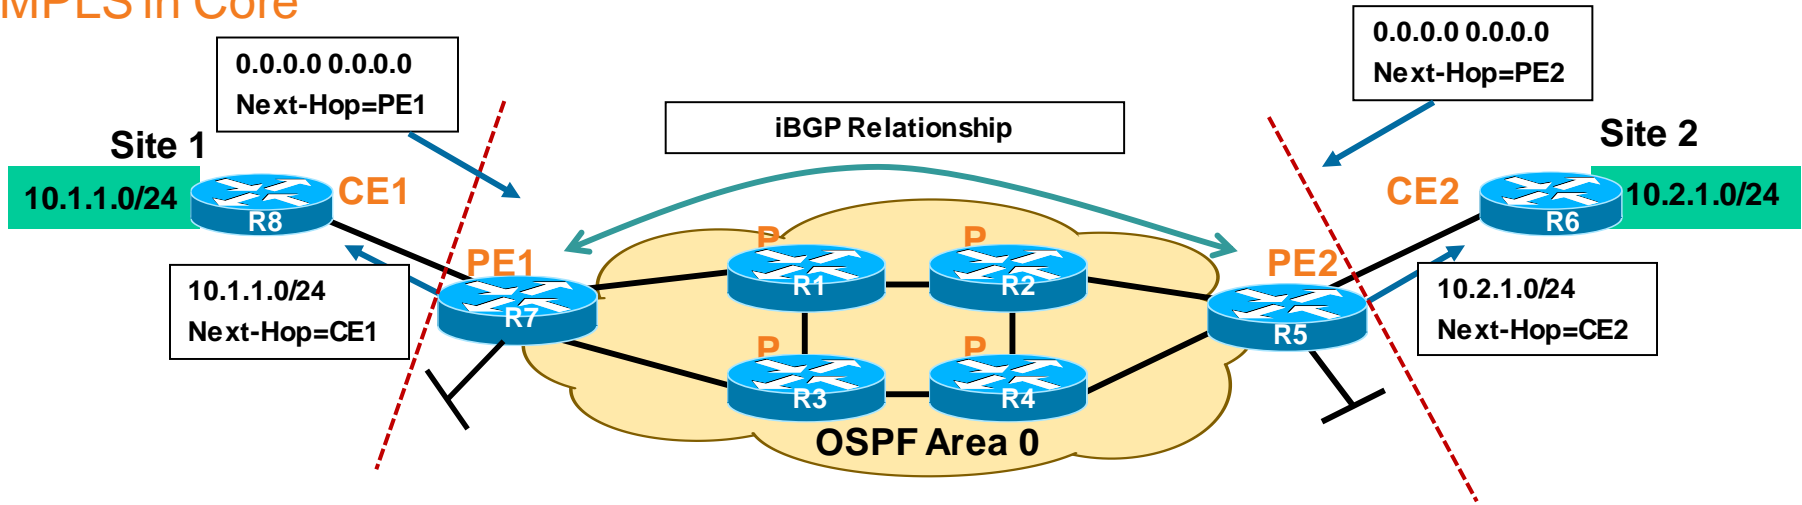 MPLS in Core
0.0.0.0 0.0.0.0
Next-Hop=PE1
0.0.0.0 0.0.0.0
Next-Hop=PE2
iBGP Relationship
Site 1
Site 2
10.1.1.0/24
R8
CE1
CE2
R6
10.2.1.0/24
PE1
R7
P
R1
P
R2
PE2
R5
10.1.1.0/24
Next-Hop=CE1
10.2.1.0/24
Next-Hop=CE2
P
R3
P
R4
OSPF Area 0